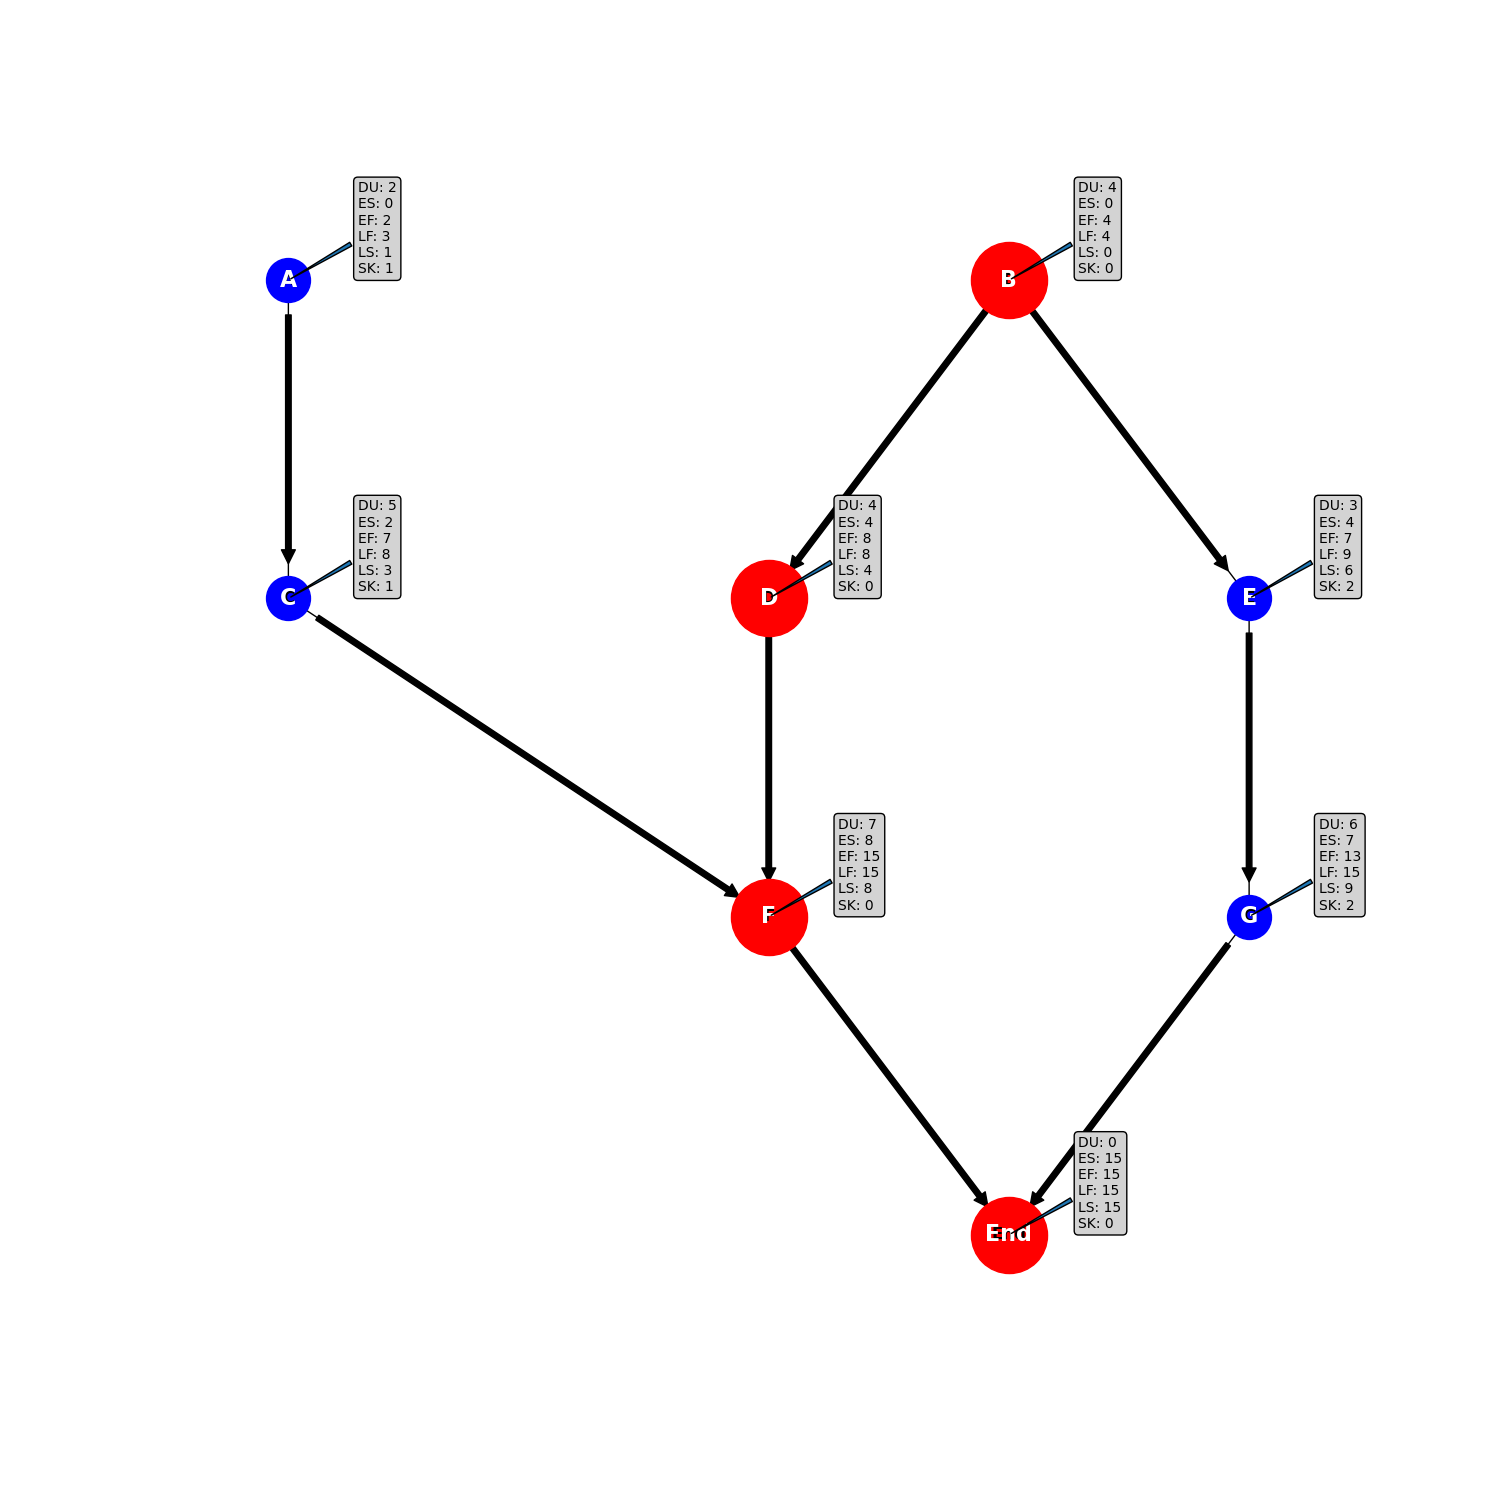 DU: 2
ES: 0
EF: 2
LF: 3
LS: 1
SK: 1
A
DU: 4
ES: 0
EF: 4
LF: 4
LS: 0
SK: 0
B
DU: 5
ES: 2
EF: 7
LF: 8
LS: 3
SK: 1
C
DU: 4
ES: 4
EF: 8
LF: 8
LS: 4
SK: 0
D
DU: 3
ES: 4
EF: 7
LF: 9
LS: 6
SK: 2
E
DU: 7
ES: 8
EF: 15
LF: 15
LS: 8
SK: 0
F
DU: 6
ES: 7
EF: 13
LF: 15
LS: 9
SK: 2
G
DU: 0
ES: 15
EF: 15
LF: 15
LS: 15
SK: 0
End